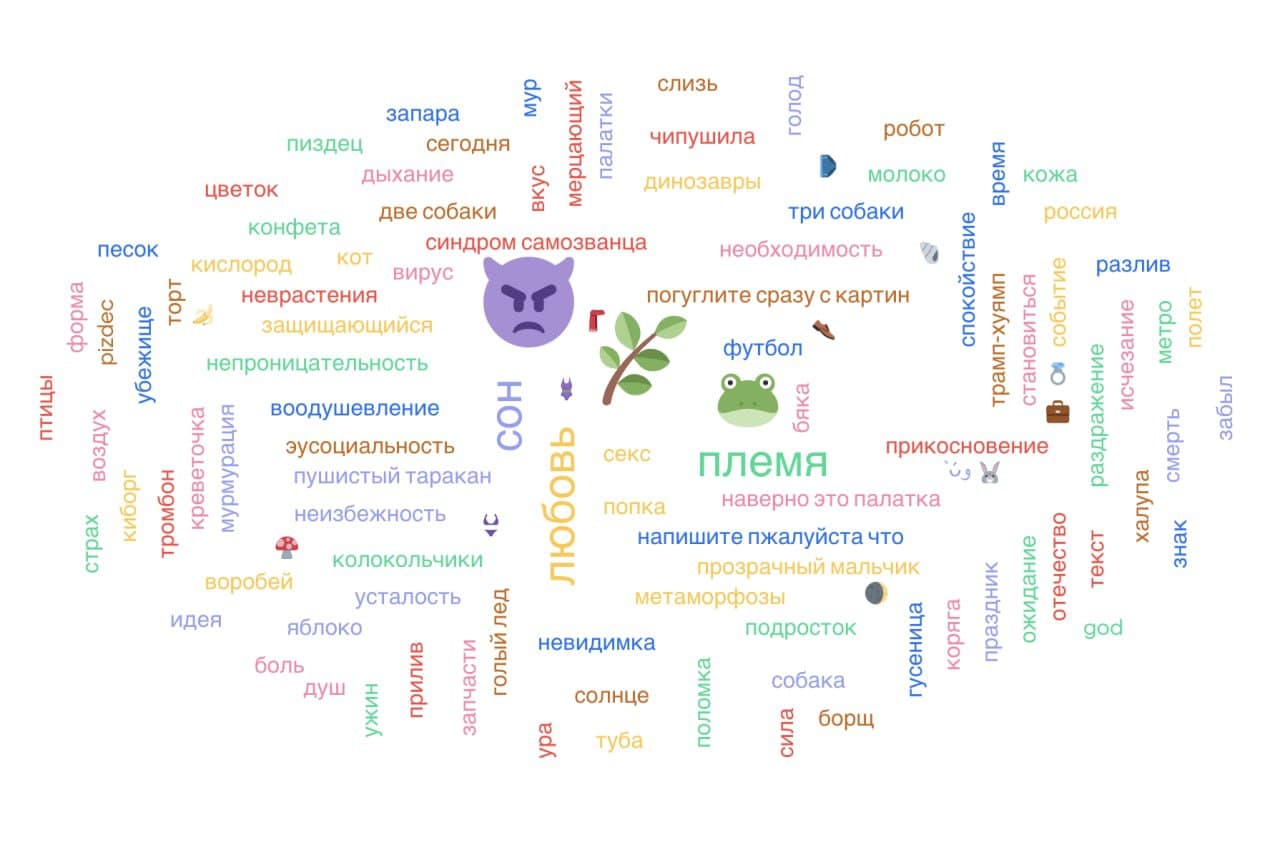 слизь
мур
мерцающий
палатки
голод
запара
робот
чипушила
пиздец
сегодня
дыхание
вкус
динозавры
молоко
время
кожа
цветок
две собаки
три собаки
россия
конфета
синдром самозванца
необходимость
спокойствие
песок
кислород
кот
вирус
разлив
форма
pizdec
убежище
торт
неврастения
погуглите сразу с картин
трамп-хуямп
становиться
событие
исчезание
метро
полет
защищающийся
футбол
непроницательность
птицы
воодушевление
сон
бяка
раздражение
забыл
воздух
креветочка
мурмурация
эусоциальность
любовь
секс
племя
прикосновение
смерть
пушистый таракан
киборг
тромбон
наверно это палатка
попка
халупа
страх
неизбежность
напишите пжалуйста что
отечество
текст
знак
колокольчики
прозрачный мальчик
воробей
усталость
метаморфозы
праздник
ожидание
идея
яблоко
голый лед
невидимка
подросток
гусеница
коряга
god
боль
душ
ужин
прилив
запчасти
солнце
поломка
собака
ура
туба
сила
борщ